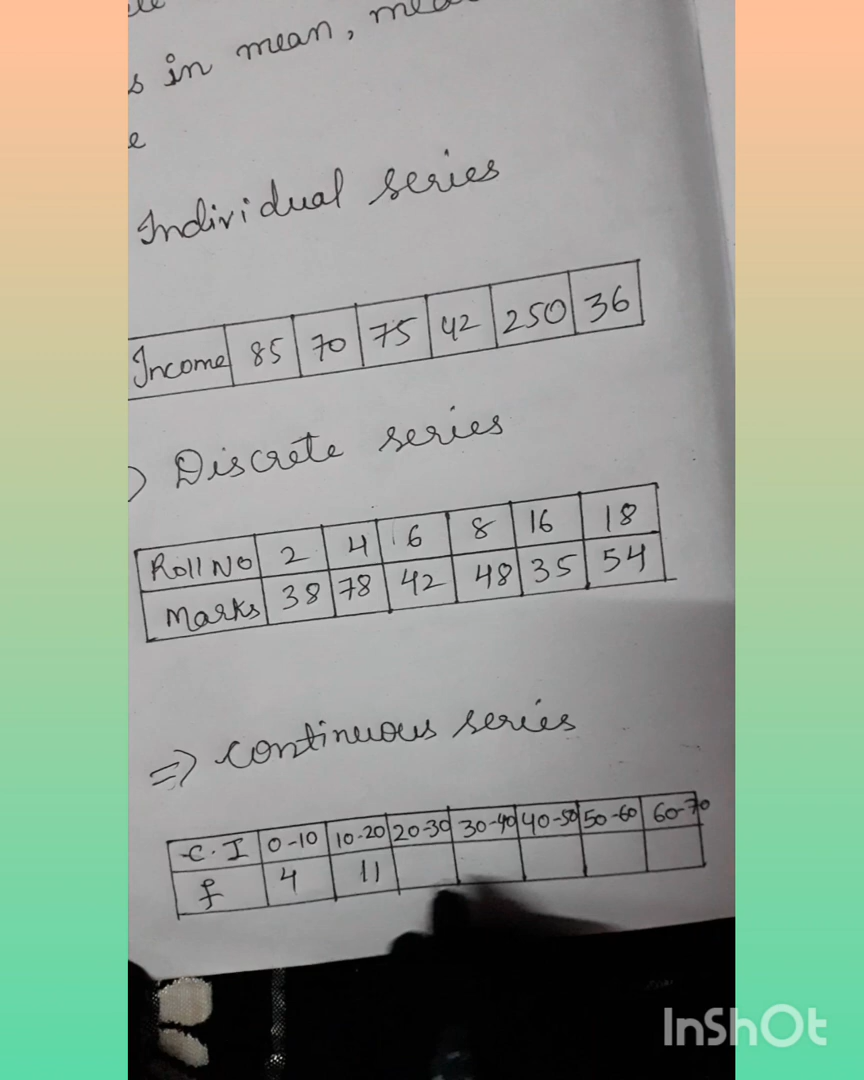 s in mean,
e
Individual series
Income 85 70 75 42 250 36
Discrete series
Roll No 2 4 6 8 16 18
Marks 38 78 42 48 35 54
=> continuous series
C.I 0-10 10-20 20-30 30-40 40-50 50-60 60-70
f 4 11
InShOt